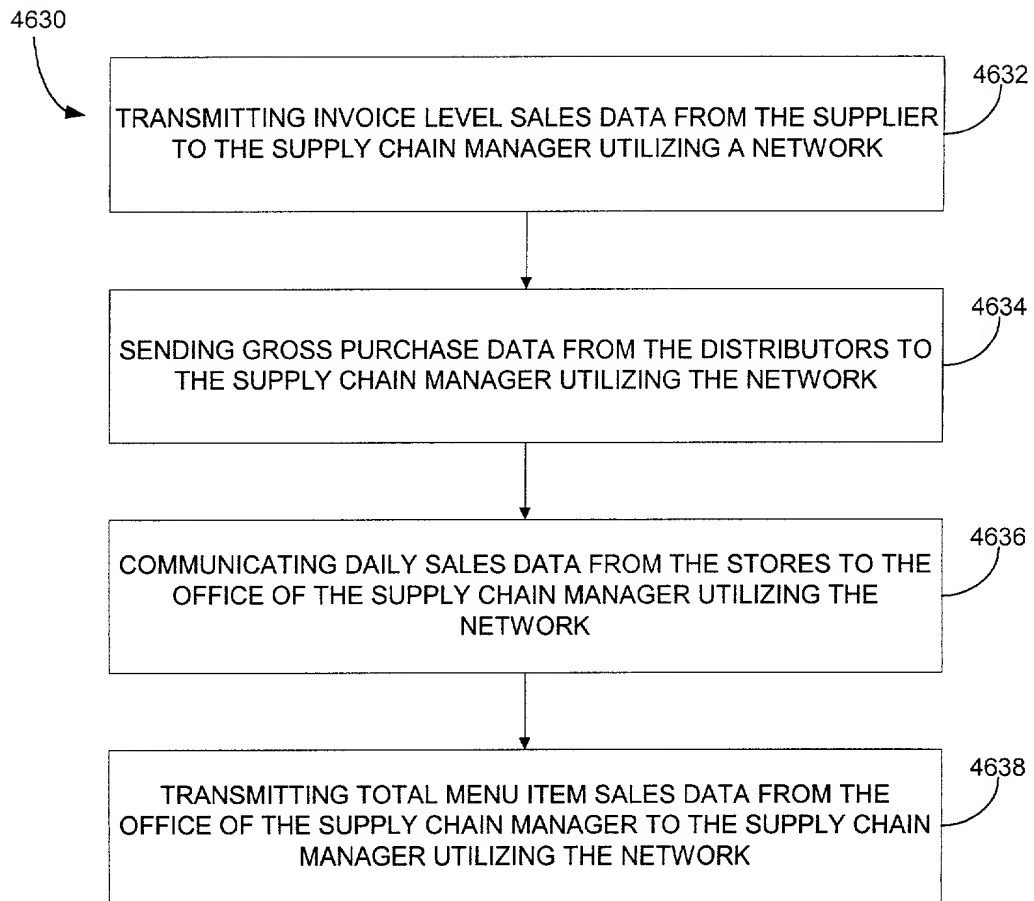 4630
4632
TRANSMITTING INVOICE LEVEL SALES DATA FROM THE SUPPLIER
TO THE SUPPLY CHAIN MANAGER UTILIZING A NETWORK
4634
SENDING GROSS PURCHASE DATA FROM THE DISTRIBUTORS TO
THE SUPPLY CHAIN MANAGER UTILIZING THE NETWORK
4636
COMMUNICATING DAILY SALES DATA FROM THE STORES TO THE
OFFICE OF THE SUPPLY CHAIN MANAGER UTILIZING THE
NETWORK
4638
TRANSMITTING TOTAL MENU ITEM SALES DATA FROM THE
OFFICE OF THE SUPPLY CHAIN MANAGER TO THE SUPPLY CHAIN
MANAGER UTILIZING THE NETWORK